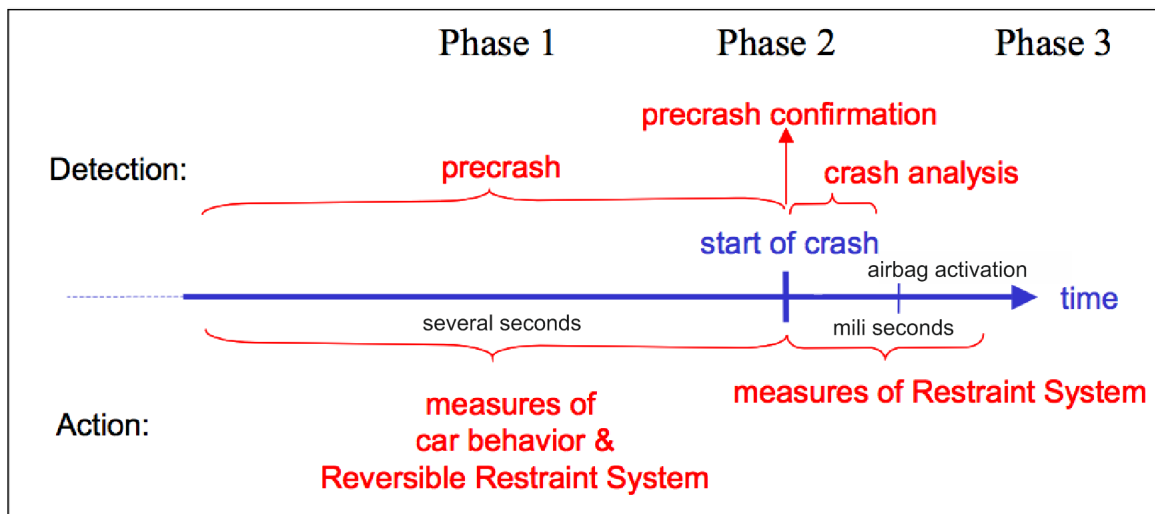 Phase 1 Phase 2 Phase 3
precrash confirmation
Detection: precrash crash analysis
start of crash
airbag activation
time
several seconds mili seconds
measures of Restraint System
Action: measures of
car behavior &
Reversible Restraint System